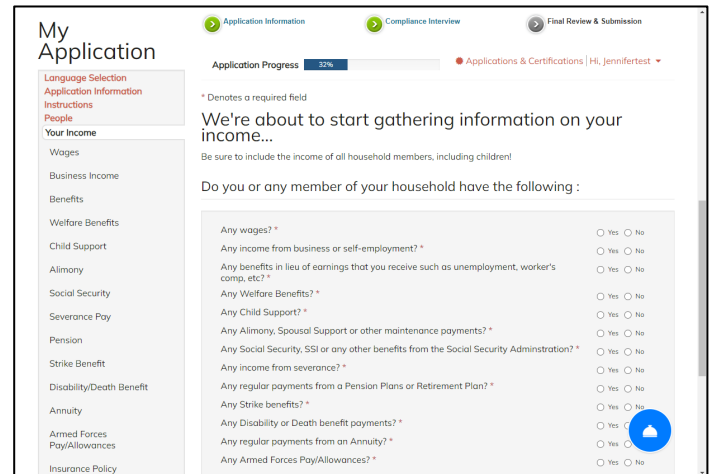 My
Application
Application Information
Compliance Interview
Final Review & Submission
Application Progress 32%
Applications & Certifications | Hi, Jennifertest
Language Selection
Application Information
Instructions
People
Your Income
Wages
Business Income
Benefits
Welfare Benefits
Child Support
Alimony
Social Security
Severance Pay
Pension
Strike Benefit
Disability/Death Benefit
Annuity
Armed Forces
Pay/Allowances
Insurance Policy
* Denotes a required field
We're about to start gathering information on your
income...
Be sure to include the income of all household members, including children!
Do you or any member of your household have the following :
Any wages? * Yes No
Any income from business or self-employment? * Yes No
Any benefits in lieu of earnings that you receive such as unemployment, worker's Yes No
comp, etc? *
Any Welfare Benefits? * Yes No
Any Child Support? * Yes No
Any Alimony, Spousal Support or other maintenance payments? * Yes No
Any Social Security, SSI or any other benefits from the Social Security Adminstration? * Yes No
Any income from severance? * Yes No
Any regular payments from a Pension Plans or Retirement Plan? * Yes No
Any Strike benefits? * Yes No
Any Disability or Death benefit payments? * Yes
Any regular payments from an Annuity? * Yes
Any Armed Forces Pay/Allowances? * Yes No